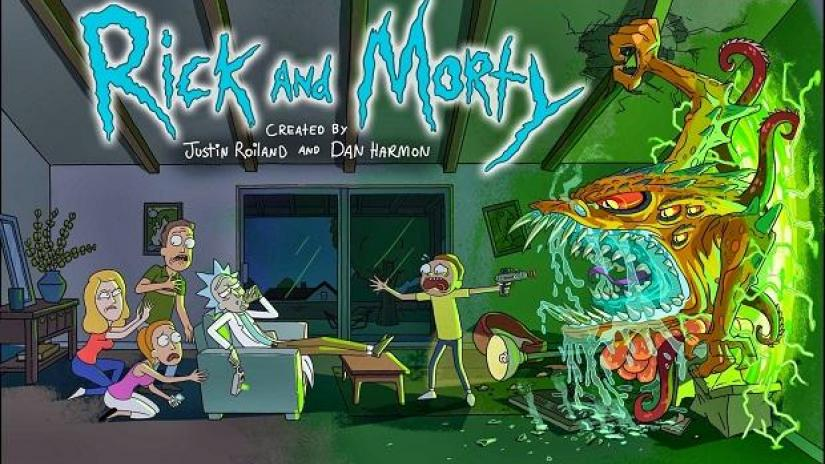 Rick and Morty
Created by
Justin Roiland and Dan Harmon